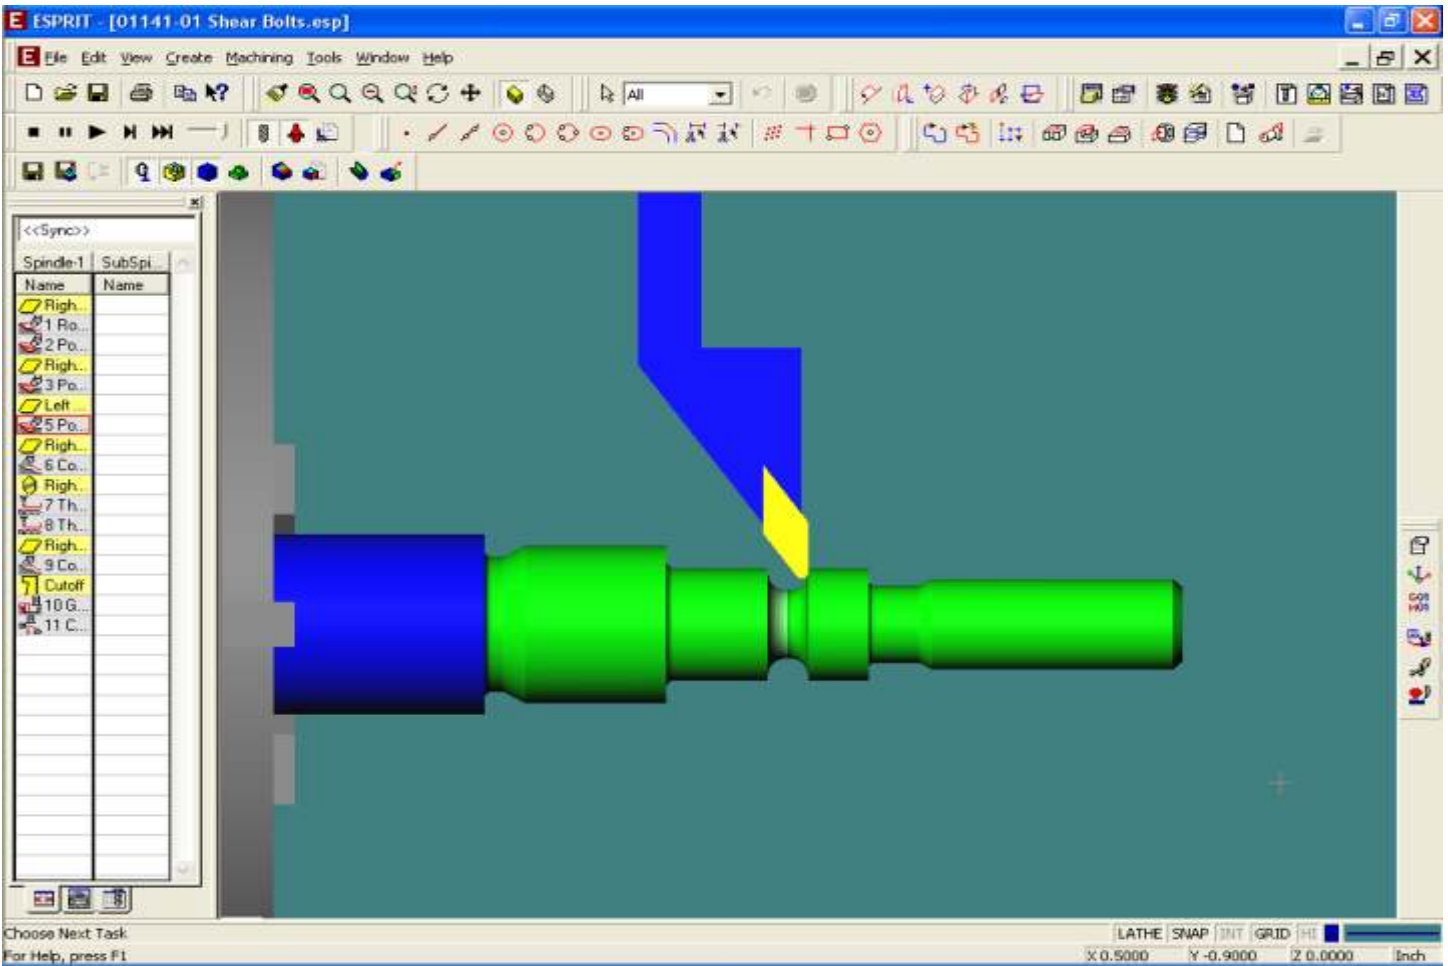 ESPRIT - [01141-01 Shear Bolts.esp]
File Edit View Create Machining Tools Window Help
All
<<Sync>>
Spindle-1 SubSpi...
Name Name
Righ...
1 Ro...
2 Po...
Righ...
3 Po...
Left ...
5 Po...
Righ...
6 Co...
Righ...
7 Th...
8 Th...
Righ...
9 Co...
Cutoff
10 G...
11 C...
Choose Next Task
LATHE SNAP INT GRID HI
For Help, press F1
X 0.5000 Y -0.9000 Z 0.0000 Inch